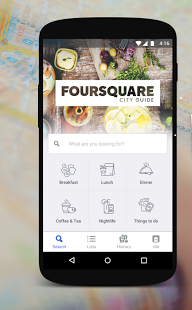 4:16
FOURSQUARE
CITY GUIDE
What are you looking for?
Breakfast
Lunch
Dinner
Coffee & Tea
Nightlife
Things to do
Search
Lists
History
Me